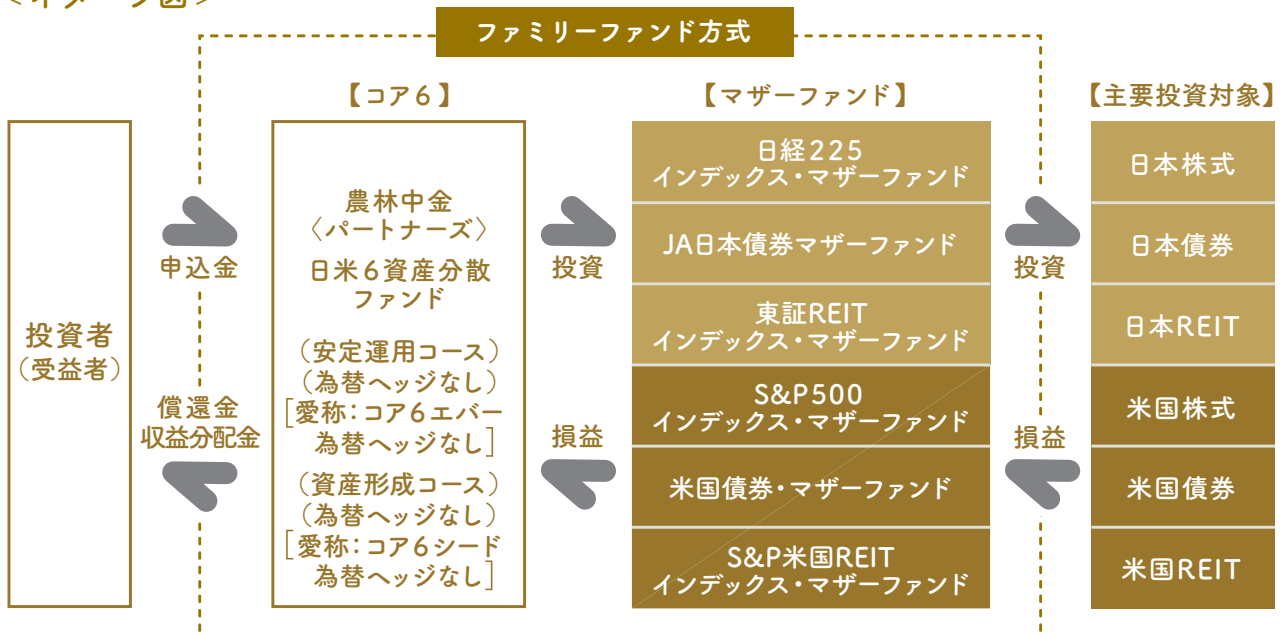 <イメージ図>
ファミリーファンド方式
【コア6】
【マザーファンド】
【主要投資対象】
投資者
(受益者)
申込金
償還金
収益分配金
農林中金
〈パートナーズ〉
日米6資産分散
ファンド
(安定運用コース)
(為替ヘッジなし)
[愛称:コア6エバー
為替ヘッジなし]
(資産形成コース)
(為替ヘッジなし)
[愛称:コア6シード
為替ヘッジなし]
投資
損益
日経225
インデックス・マザーファンド
JA日本債券マザーファンド
東証REIT
インデックス・マザーファンド
S&P500
インデックス・マザーファンド
米国債券・マザーファンド
S&P米国REIT
インデックス・マザーファンド
投資
損益
日本株式
日本債券
日本REIT
米国株式
米国債券
米国REIT